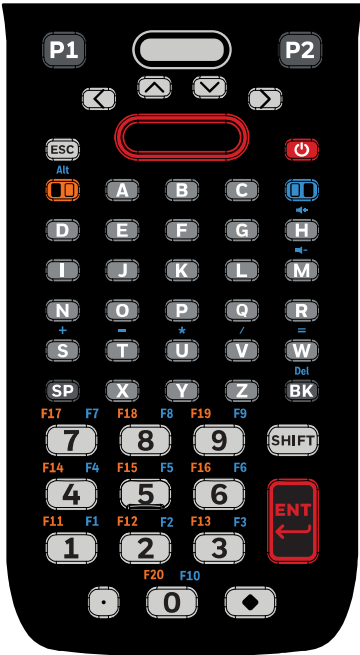 P1 P2
ESC
Alt
A B C
D E F G H
I J K L M
N O P Q R
+ - * / =
S T U V W
Del
SP X Y Z BK
F17 F7 F18 F8 F19 F9
7 8 9 SHIFT
F14 F4 F15 F5 F16 F6
4 5 6 ENT
F11 F1 F12 F2 F13 F3
1 2 3
F20 F10
. 0